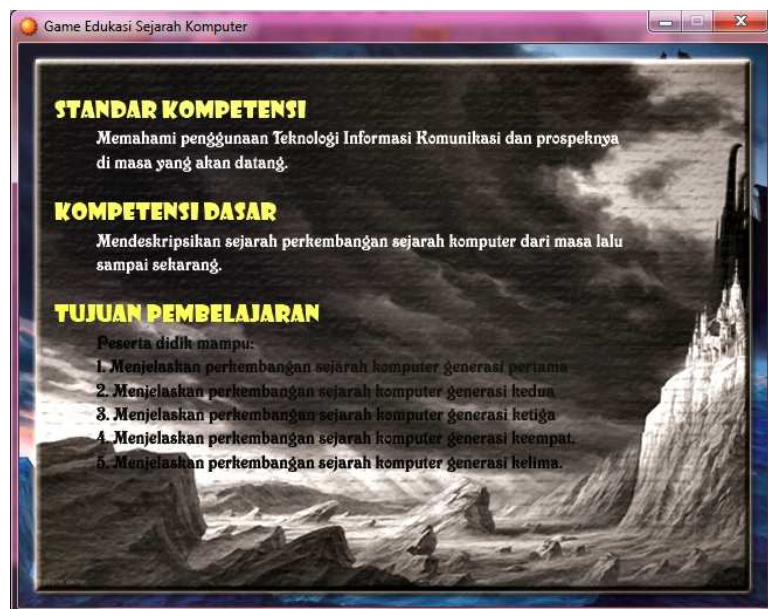 Game Edukasi Sejarah Komputer
STANDAR KOMPETENSI
Memahami penggunaan Teknologi Informasi Komunikasi dan prospeknya
di masa yang akan datang.
KOMPETENSI DASAR
Mendeskripsikan sejarah perkembangan sejarah komputer dari masa lalu
sampai sekarang.
TUJUAN PEMBELAJARAN
Peserta didik mampu:
1. Menjelaskan perkembangan sejarah komputer generasi pertama
2. Menjelaskan perkembangan sejarah komputer generasi kedua
3. Menjelaskan perkembangan sejarah komputer generasi ketiga
4. Menjelaskan perkembangan sejarah komputer generasi keempat.
5. Menjelaskan perkembangan sejarah komputer generasi kelima.